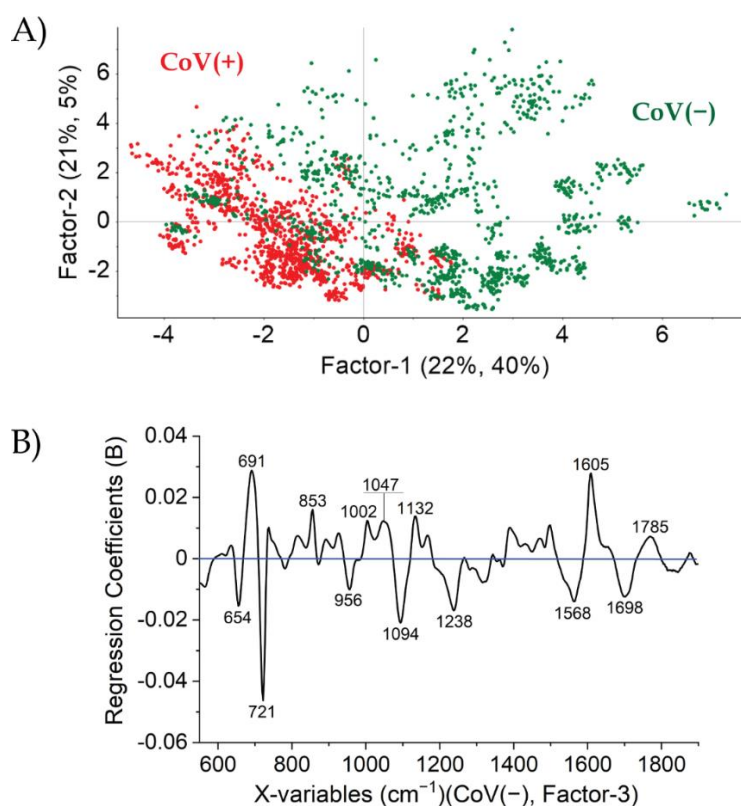 A)
CoV(+)
CoV(−)
Factor-2 (21%, 5%)
6
4
2
0
-2
-4 -2 0 2 4 6
Factor-1 (22%, 40%)
B)
Regression Coefficients (B)
0.04
0.02
0
-0.02
-0.04
-0.06
691
853
1002
1047
1132
1605
1785
654
721
956
1094
1238
1568
1698
600 800 1000 1200 1400 1600 1800
X-variables (cm⁻¹)(CoV(−), Factor-3)